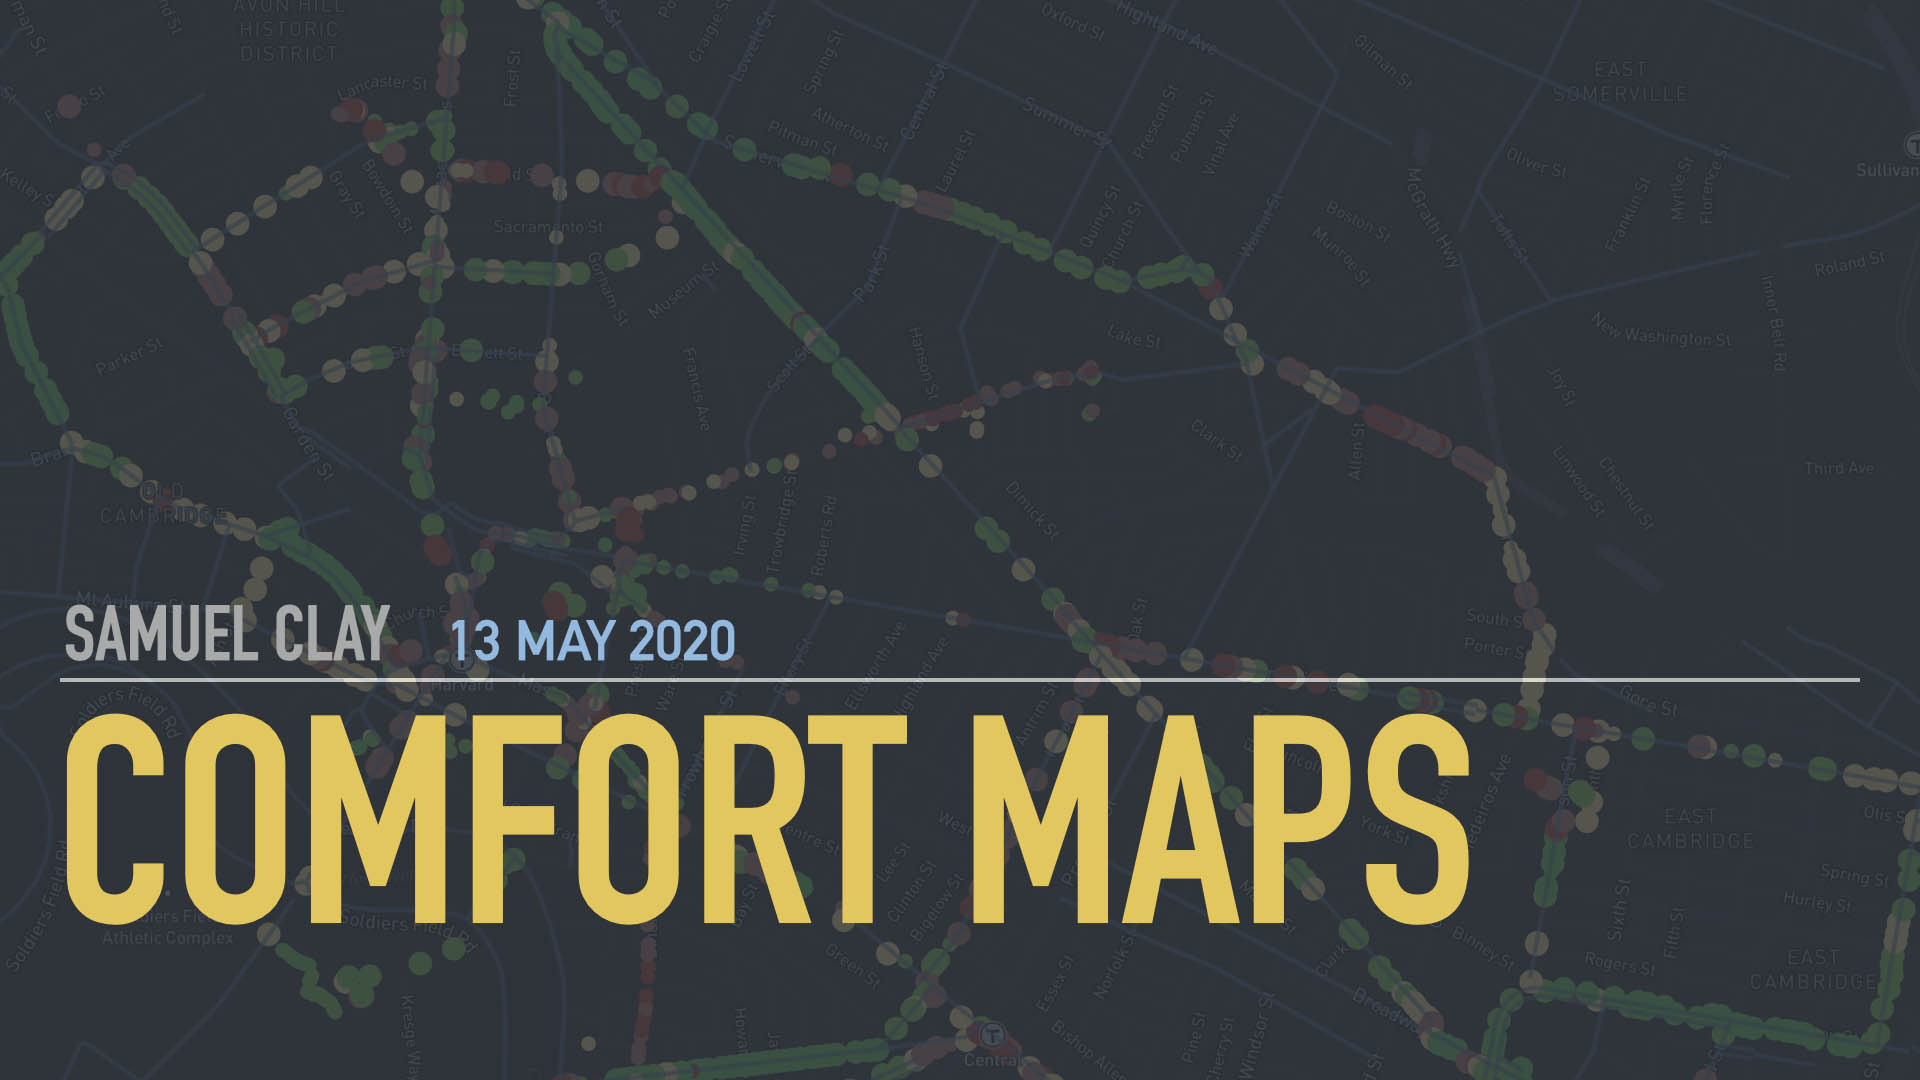 AVON HILL
HISTORIC
DISTRICT
Lancaster St
Frost St
Craigie St
Lowell St
Spring St
Oxford St
Highland Ave
Gilman St
EAST
SOMERVILLE
Central St
Summer St
Prescott St
Putnam St
Vinal Ave
Atherton St
Pitman St
Laurel St
Oliver St
Myrtle St
Florence St
Franklin St
Sullivan
Kelley St
Gray St
Bowdoin St
Sacramento St
Gorham St
Museum St
Park St
Quincy St
Church St
Walnut St
Boston St
Munroe St
McGrath Hwy
Tufts St
Roland St
Inner Belt Rd
New Washington St
Parker St
Francis Ave
Scott St
Hanson St
Lake St
Joy St
Garden St
Clark St
Allen St
Linwood St
Chestnut St
Third Ave
OLD
CAMBRIDGE
Irving St
Trowbridge St
Roberts Rd
Dimick St
Mt Auburn St
Church St
Oak St
South St
Porter St
SAMUEL CLAY
13 MAY 2020
Harvard
Ellsworth Ave
Highland Ave
Antrim St
Gore St
Soldiers Field Rd
COMFORT MAPS
Lee St
Clinton St
Bigelow St
York St
EAST
CAMBRIDGE
Otis S
Spring St
Hurley St
Soldiers Field Rd
Athletic Complex
Soldiers Field Rd
Green St
Essex St
Norfolk St
Binney St
Sixth St
Fifth St
Rogers St
EAST
CAMBRIDGE
Kresge Way
Central
Bishop Allen
Pine St
Cherry St
Windsor St